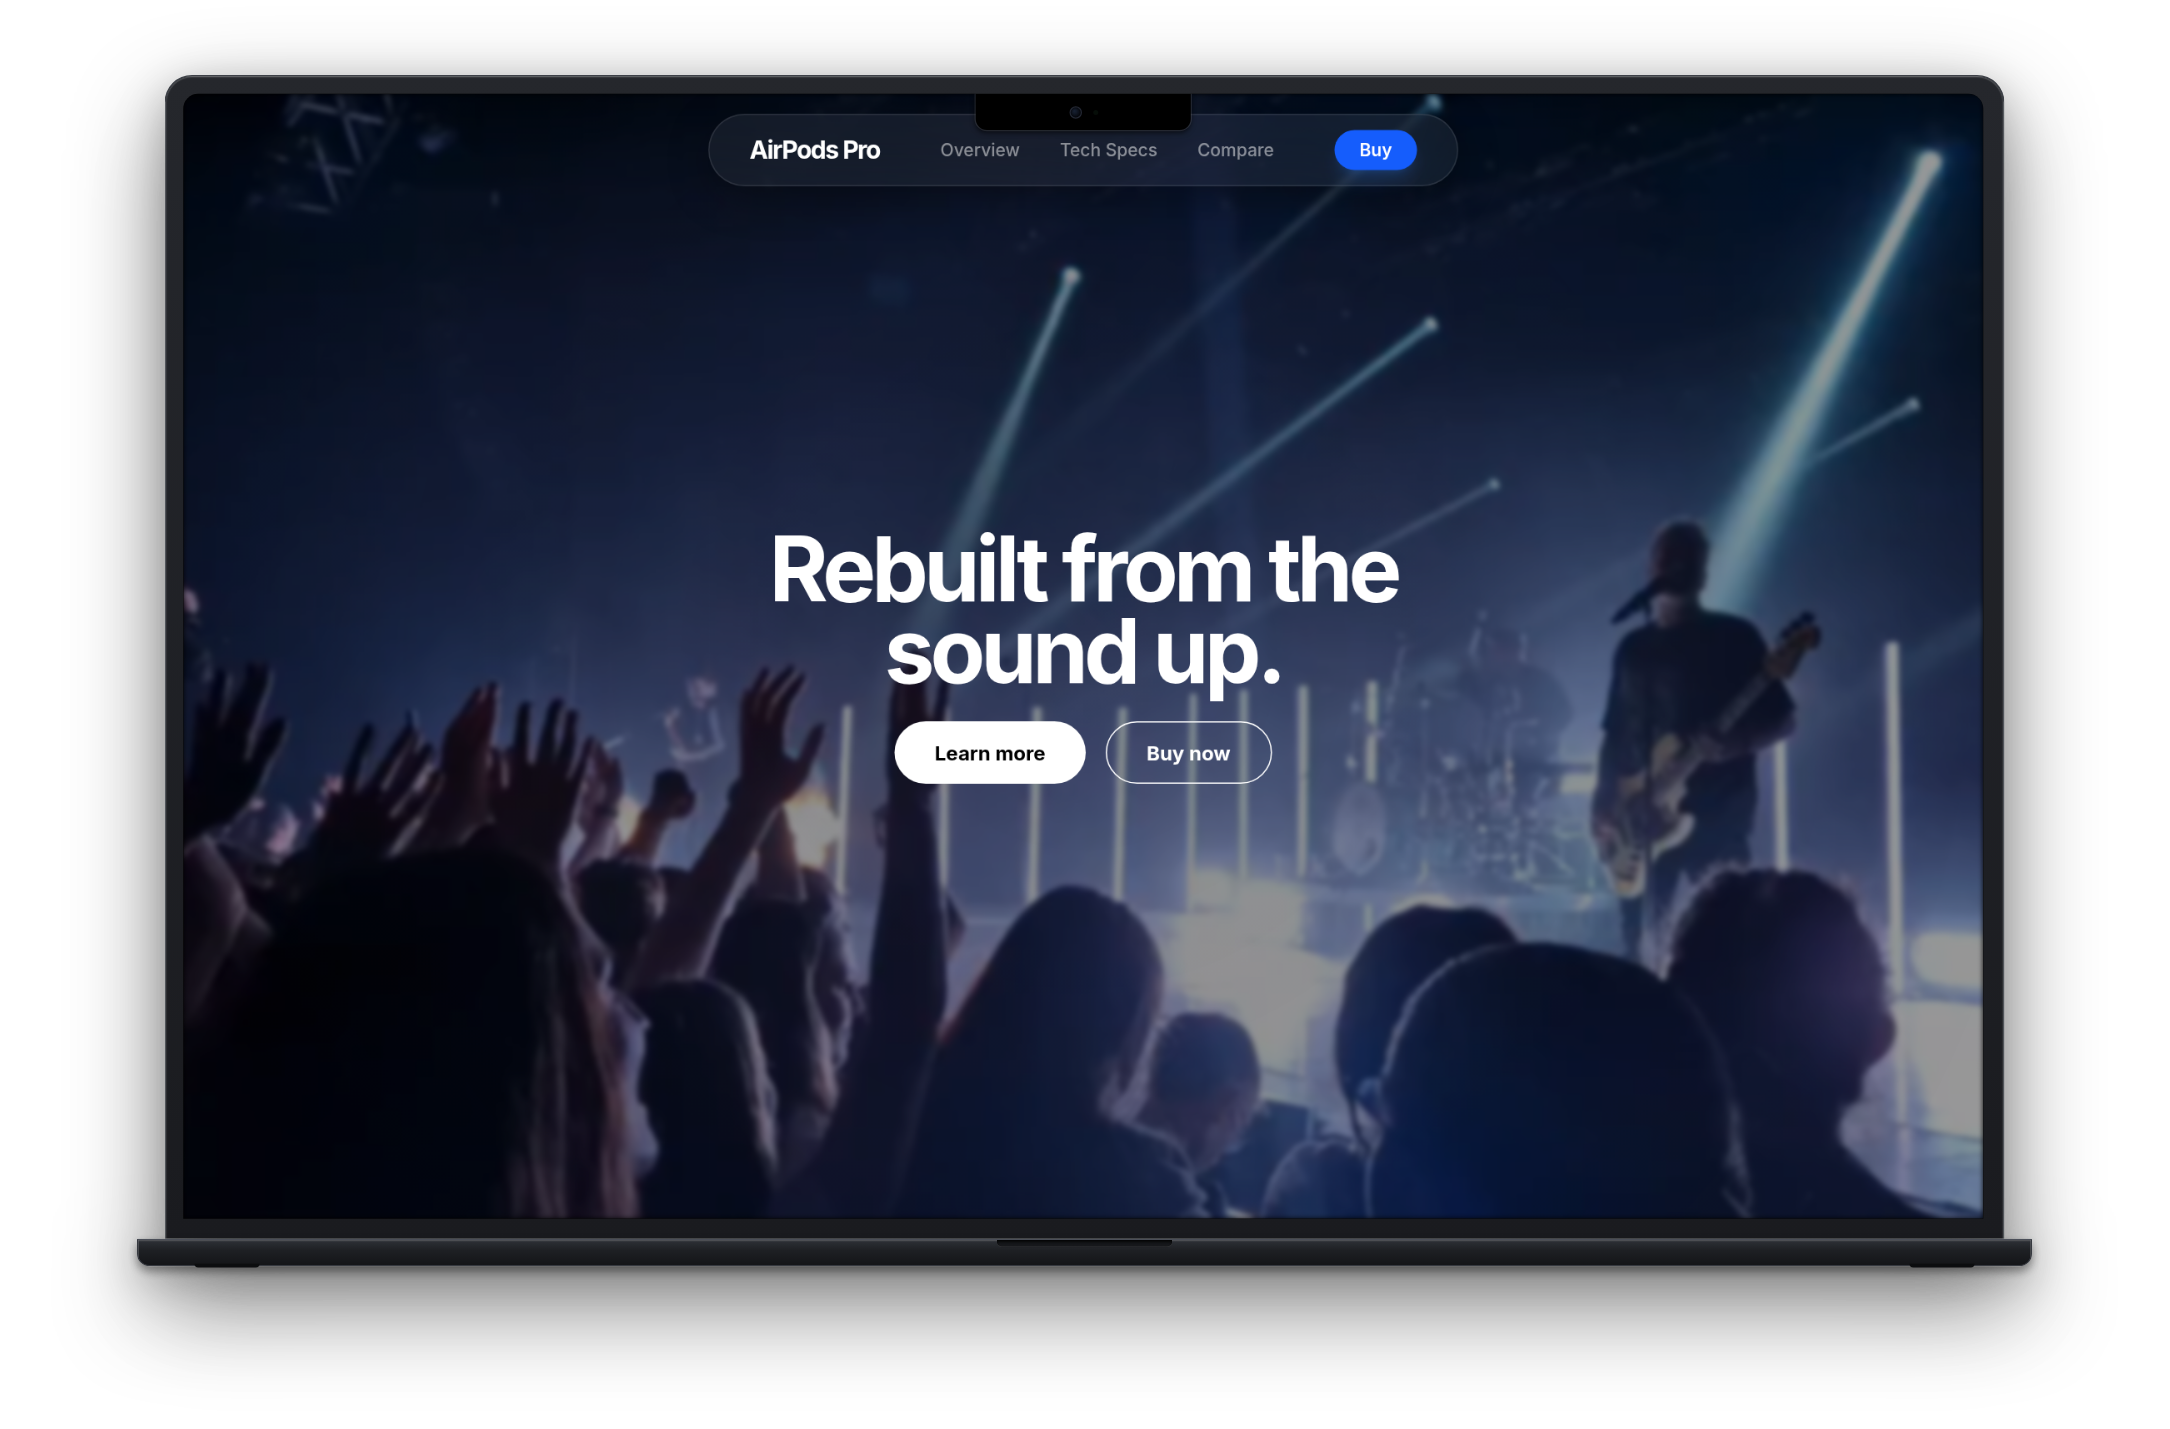 AirPods Pro
Overview
Tech Specs
Compare
Buy
Rebuilt from the
sound up.
Learn more
Buy now